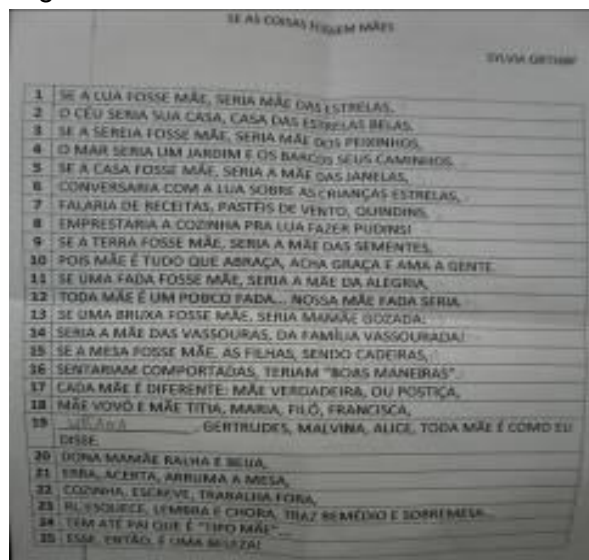 SE AS COISAS FOSSEM MÃES
SYLVIA ORTHOF
1 SE A LUA FOSSE MÃE, SERIA MÃE DAS ESTRELAS,
2 O CÉU SERIA SUA CASA, CASA DAS ESTRELAS BELAS.
3 SE A SEREIA FOSSE MÃE, SERIA MÃE DOS PEIXINHOS,
4 O MAR SERIA UM JARDIM E OS BARCOS SEUS CAMINHOS.
5 SE A CASA FOSSE MÃE, SERIA A MÃE DAS JANELAS,
6 CONVERSARIA COM A LUA SOBRE AS CRIANÇAS ESTRELAS,
7 FALARIA DE RECEITAS, PASTÉIS DE VENTO, QUINDINS,
8 EMPRESTARIA A COZINHA PRA LUA FAZER PUDINS!
9 SE A TERRA FOSSE MÃE, SERIA A MÃE DAS SEMENTES,
10 POIS MÃE É TUDO QUE ABRAÇA, ACHA GRAÇA E AMA A GENTE.
11 SE UMA FADA FOSSE MÃE, SERIA A MÃE DA ALEGRIA,
12 TODA MÃE É UM POUCO FADA... NOSSA MÃE FADA SERIA.
13 SE UMA BRUXA FOSSE MÃE, SERIA MAMÃE GOZADA:
14 SERIA A MÃE DAS VASSOURAS, DA FAMÍLIA VASSOURADA!
15 SE A MESA FOSSE MÃE, AS FILHAS, SENDO CADEIRAS,
16 SENTARIAM COMPORTADAS, TERIAM "BOAS MANEIRAS".
17 CADA MÃE É DIFERENTE: MÃE VERDADEIRA, OU POSTIÇA,
18 MÃE VOVÓ E MÃE TITIA, MARIA, FILÓ, FRANCISCA,
19 , GERTRUDES, MALVINA, ALICE, TODA MÃE É COMO EU
DISSE.
20 DONA MAMÃE RALHA E BEIJA,
21 ERRA, ACERTA, ARRUMA A MESA,
22 COZINHA, ESCREVE, TRABALHA FORA,
23 RI, ESQUECE, LEMBRA E CHORA, TRAZ REMÉDIO E SOBREMESA...
24 TEM ATÉ PAI QUE É "TIPO MÃE"...
25 ESSE, ENTÃO, É UMA BELEZA!